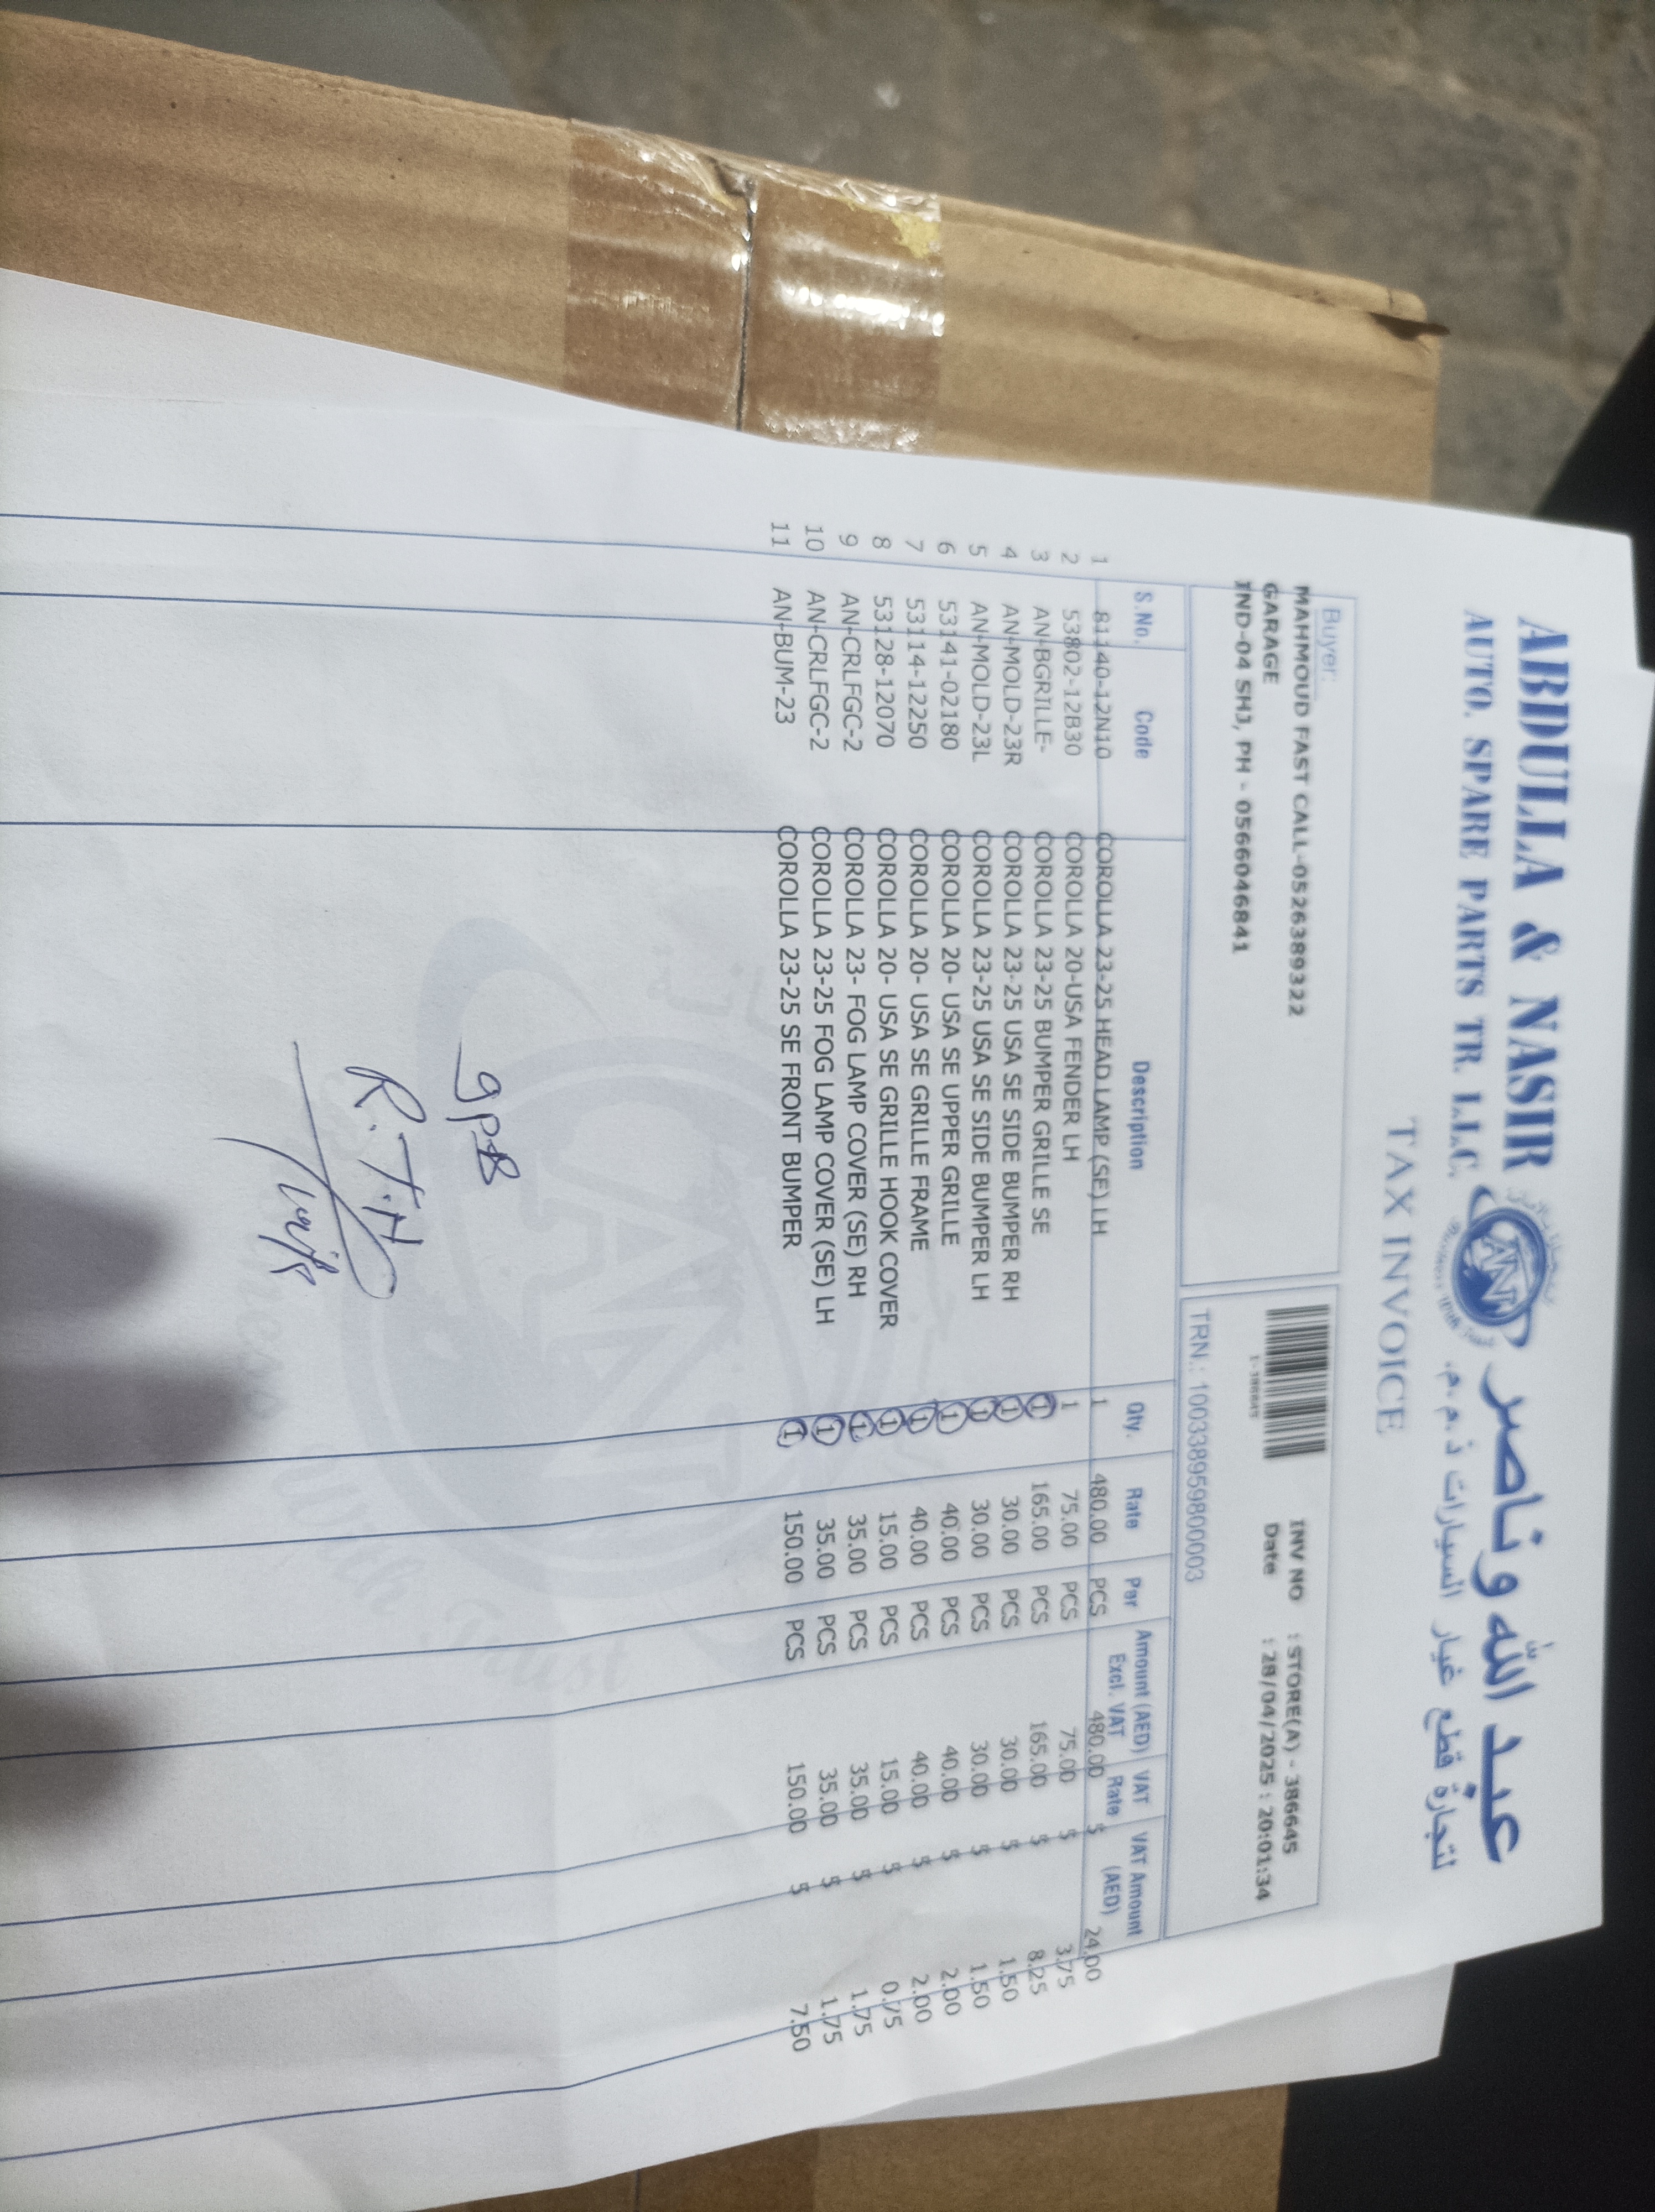 ABDULLA & NASIR عبد الله وناصر
AUTO. SPARE PARTS TR. L.L.C. لتجارة قطع غيار السيارات ذ.م.م.
TAX INVOICE
Buyer:
MAHMOUD FAST CALL-0526389322
GARAGE
IND-04 SHJ, PH - 0566046841
1-386645
INV NO : STORE(A) - 386645
Date : 28/04/2025 : 20:01:34
TRN.: 100338959800003
S.No. Code Description Qty. Rate Per Amount (AED) Excl. VAT VAT Rate VAT Amount (AED)
1 81140-12N10 COROLLA 23-25 HEAD LAMP (SE) LH 1 480.00 PCS 480.00 5 24.00
2 53802-12B30 COROLLA 20-USA FENDER LH 1 75.00 PCS 75.00 5 3.75
3 AN-BGRILLE- COROLLA 23-25 BUMPER GRILLE SE 1 165.00 PCS 165.00 5 8.25
4 AN-MOLD-23R COROLLA 23-25 USA SE SIDE BUMPER RH 1 30.00 PCS 30.00 5 1.50
5 AN-MOLD-23L COROLLA 23-25 USA SE SIDE BUMPER LH 1 30.00 PCS 30.00 5 1.50
6 53141-02180 COROLLA 20- USA SE UPPER GRILLE 1 40.00 PCS 40.00 5 2.00
7 53114-12250 COROLLA 20- USA SE GRILLE FRAME 1 40.00 PCS 40.00 5 2.00
8 53128-12070 COROLLA 20- USA SE GRILLE HOOK COVER 1 15.00 PCS 15.00 5 0.75
9 AN-CRLFGC-2 COROLLA 23- FOG LAMP COVER (SE) RH 1 35.00 PCS 35.00 5 1.75
10 AN-CRLFGC-2 COROLLA 23-25 FOG LAMP COVER (SE) LH 1 35.00 PCS 35.00 5 1.75
11 AN-BUM-23 COROLLA 23-25 SE FRONT BUMPER 1 150.00 PCS 150.00 5 7.50
R.T.N